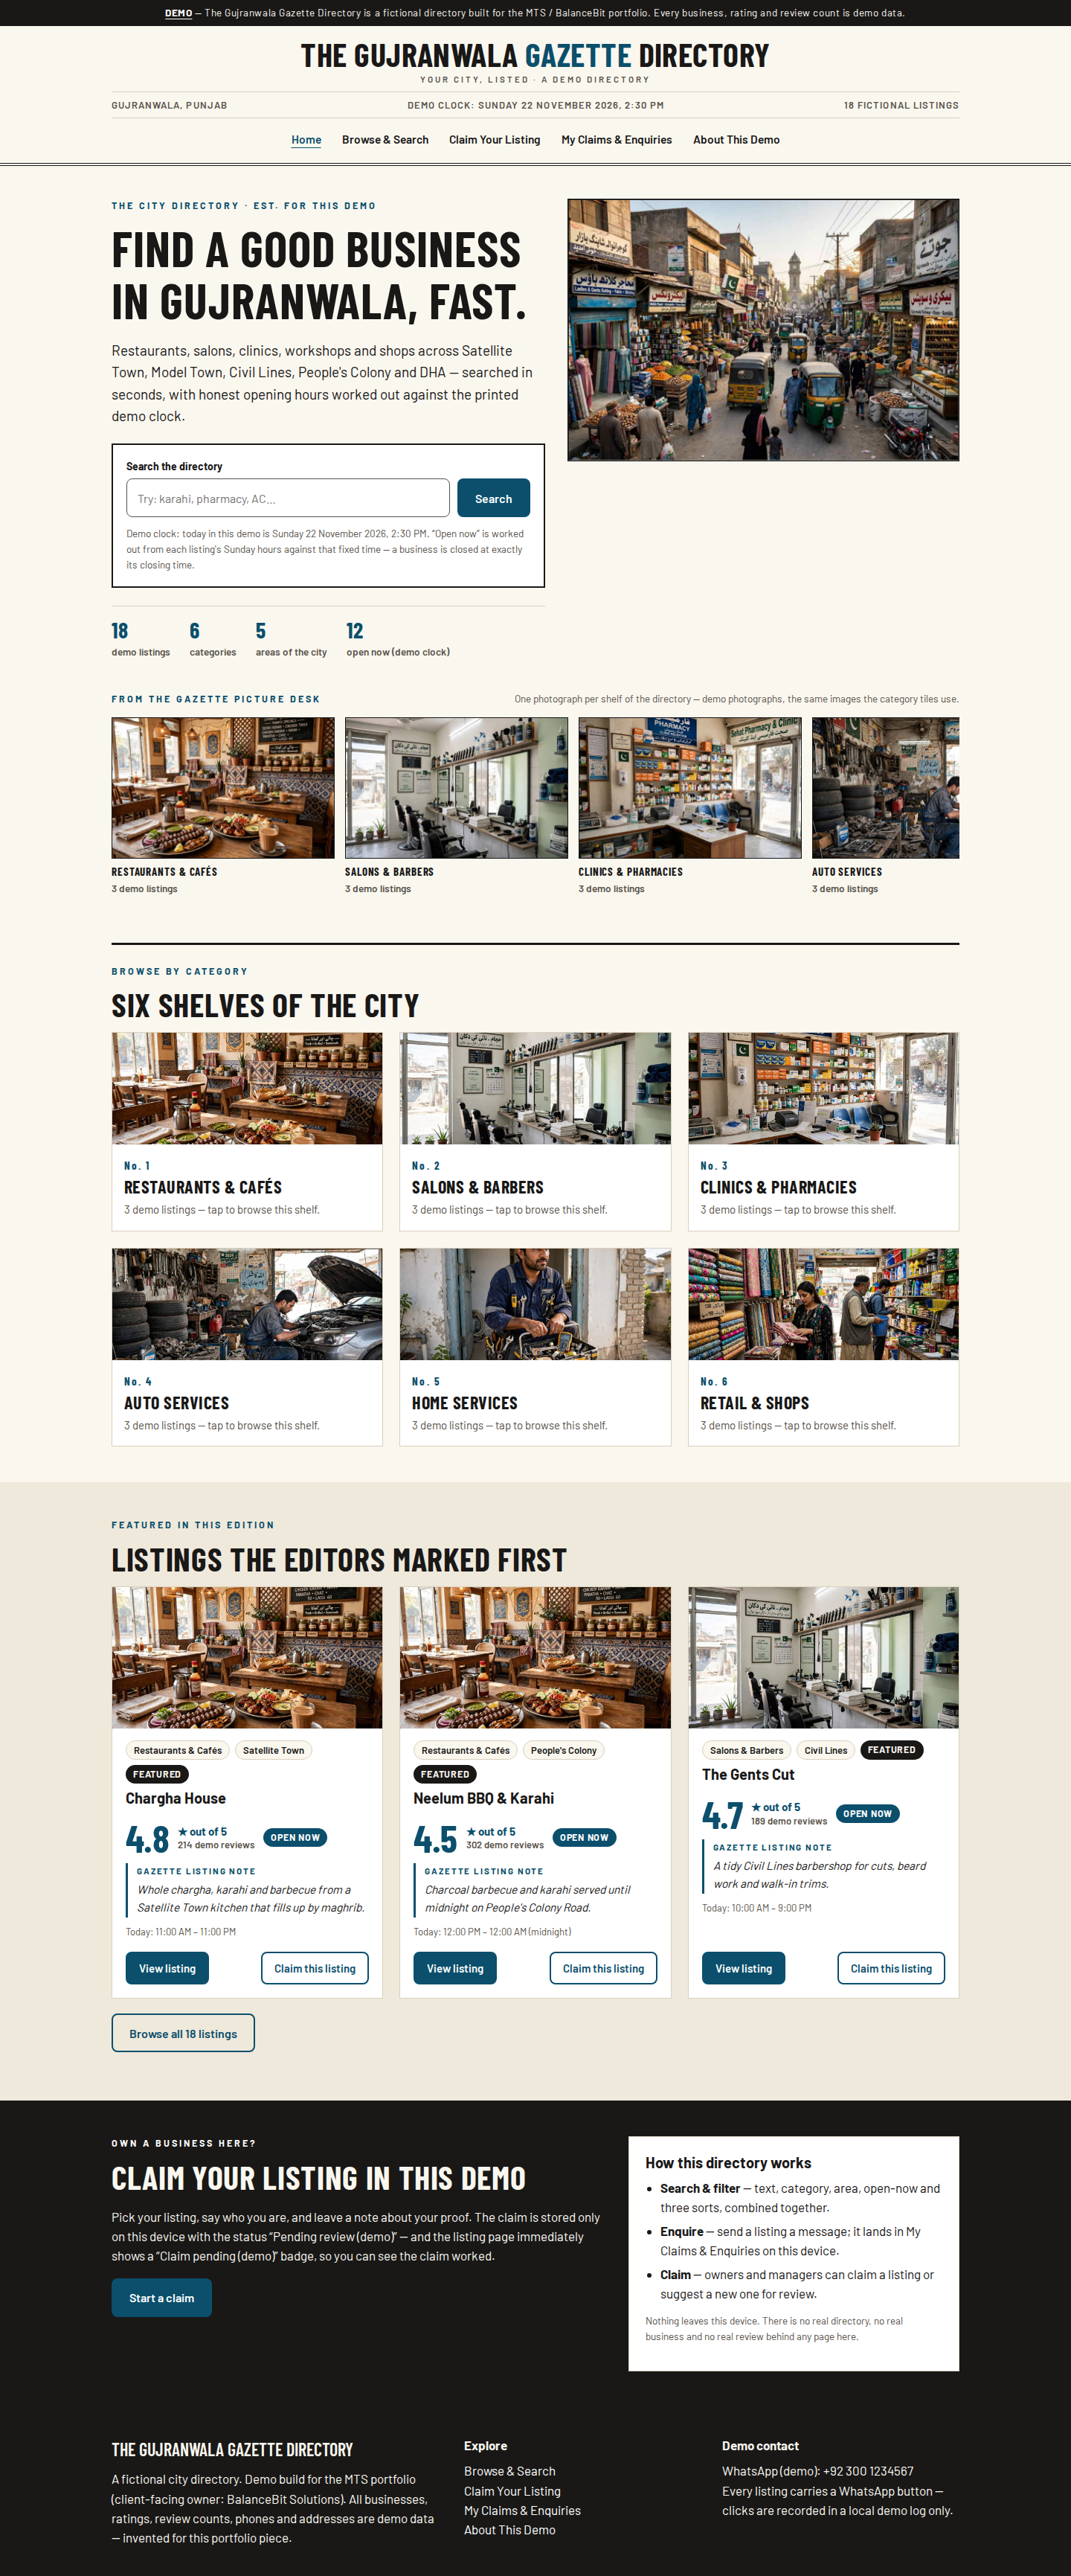 DEMO — The Gujranwala Gazette Directory is a fictional directory built for the MTS / BalanceBit portfolio. Every business, rating and review count is demo data.
THE GUJRANWALA GAZETTE DIRECTORY
YOUR CITY, LISTED · A DEMO DIRECTORY
GUJRANWALA, PUNJAB
DEMO CLOCK: SUNDAY 22 NOVEMBER 2026, 2:30 PM
18 FICTIONAL LISTINGS
Home
Browse & Search
Claim Your Listing
My Claims & Enquiries
About This Demo
THE CITY DIRECTORY · EST. FOR THIS DEMO
FIND A GOOD BUSINESS
IN GUJRANWALA, FAST.
Restaurants, salons, clinics, workshops and shops across Satellite
Town, Model Town, Civil Lines, People's Colony and DHA — searched in
seconds, with honest opening hours worked out against the printed
demo clock.
Search the directory
Try: karahi, pharmacy, AC…
Search
Demo clock: today in this demo is Sunday 22 November 2026, 2:30 PM. “Open now” is worked
out from each listing's Sunday hours against that fixed time — a business is closed at exactly
its closing time.
18
demo listings
6
categories
5
areas of the city
12
open now (demo clock)
FROM THE GAZETTE PICTURE DESK
One photograph per shelf of the directory — demo photographs, the same images the category tiles use.
PHARMACY
Sehat Pharmacy & Clinic
RESTAURANTS & CAFÉS
3 demo listings
SALONS & BARBERS
3 demo listings
CLINICS & PHARMACIES
3 demo listings
AUTO SERVICES
3 demo listings
BROWSE BY CATEGORY
SIX SHELVES OF THE CITY
No. 1
RESTAURANTS & CAFÉS
3 demo listings — tap to browse this shelf.
No. 2
SALONS & BARBERS
3 demo listings — tap to browse this shelf.
No. 3
CLINICS & PHARMACIES
3 demo listings — tap to browse this shelf.
No. 4
AUTO SERVICES
3 demo listings — tap to browse this shelf.
No. 5
HOME SERVICES
3 demo listings — tap to browse this shelf.
No. 6
RETAIL & SHOPS
3 demo listings — tap to browse this shelf.
FEATURED IN THIS EDITION
LISTINGS THE EDITORS MARKED FIRST
Restaurants & Cafés
Satellite Town
FEATURED
Chargha House
4.8
★ out of 5
214 demo reviews
OPEN NOW
GAZETTE LISTING NOTE
Whole chargha, karahi and barbecue from a
Satellite Town kitchen that fills up by maghrib.
Today: 11:00 AM – 11:00 PM
View listing
Claim this listing
Restaurants & Cafés
People's Colony
FEATURED
Neelum BBQ & Karahi
4.5
★ out of 5
302 demo reviews
OPEN NOW
GAZETTE LISTING NOTE
Charcoal barbecue and karahi served until
midnight on People's Colony Road.
Today: 12:00 PM – 12:00 AM (midnight)
View listing
Claim this listing
Salons & Barbers
Civil Lines
FEATURED
The Gents Cut
4.7
★ out of 5
189 demo reviews
OPEN NOW
GAZETTE LISTING NOTE
A tidy Civil Lines barbershop for cuts, beard
work and walk-in trims.
Today: 10:00 AM – 9:00 PM
View listing
Claim this listing
Browse all 18 listings
OWN A BUSINESS HERE?
CLAIM YOUR LISTING IN THIS DEMO
Pick your listing, say who you are, and leave a note about your proof. The claim is stored only
on this device with the status “Pending review (demo)” — and the listing page immediately
shows a “Claim pending (demo)” badge, so you can see the claim worked.
Start a claim
How this directory works
• Search & filter — text, category, area, open-now and
three sorts, combined together.
• Enquire — send a listing a message; it lands in My
Claims & Enquiries on this device.
• Claim — owners and managers can claim a listing or
suggest a new one for review.
Nothing leaves this device. There is no real directory, no real
business and no real review behind any page here.
THE GUJRANWALA GAZETTE DIRECTORY
A fictional city directory. Demo build for the MTS portfolio
(client-facing owner: BalanceBit Solutions). All businesses,
ratings, review counts, phones and addresses are demo data
— invented for this portfolio piece.
Explore
Browse & Search
Claim Your Listing
My Claims & Enquiries
About This Demo
Demo contact
WhatsApp (demo): +92 300 1234567
Every listing carries a WhatsApp button —
clicks are recorded in a local demo log only.